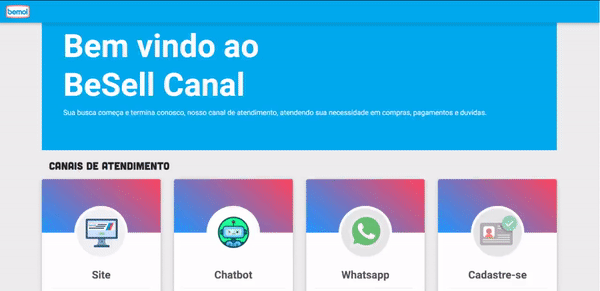 bemol
Bem vindo ao
BeSell Canal
Sua busca começa e termina conosco, nosso canal de atendimento, atendendo sua necessidade em compras, pagamentos e duvidas.
CANAIS DE ATENDIMENTO
Site
Chatbot
Whatsapp
Cadastre-se